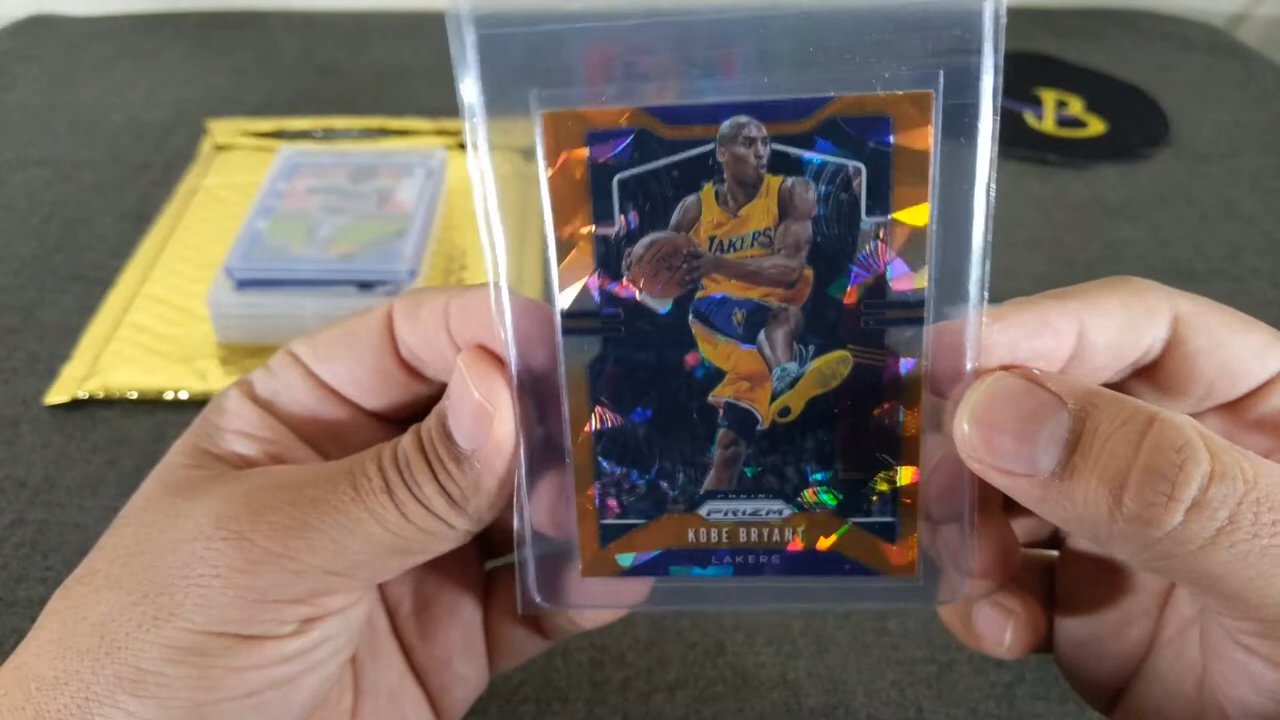 B
LAKERS
PANINI
PRIZM
KOBE BRYANT
LAKERS